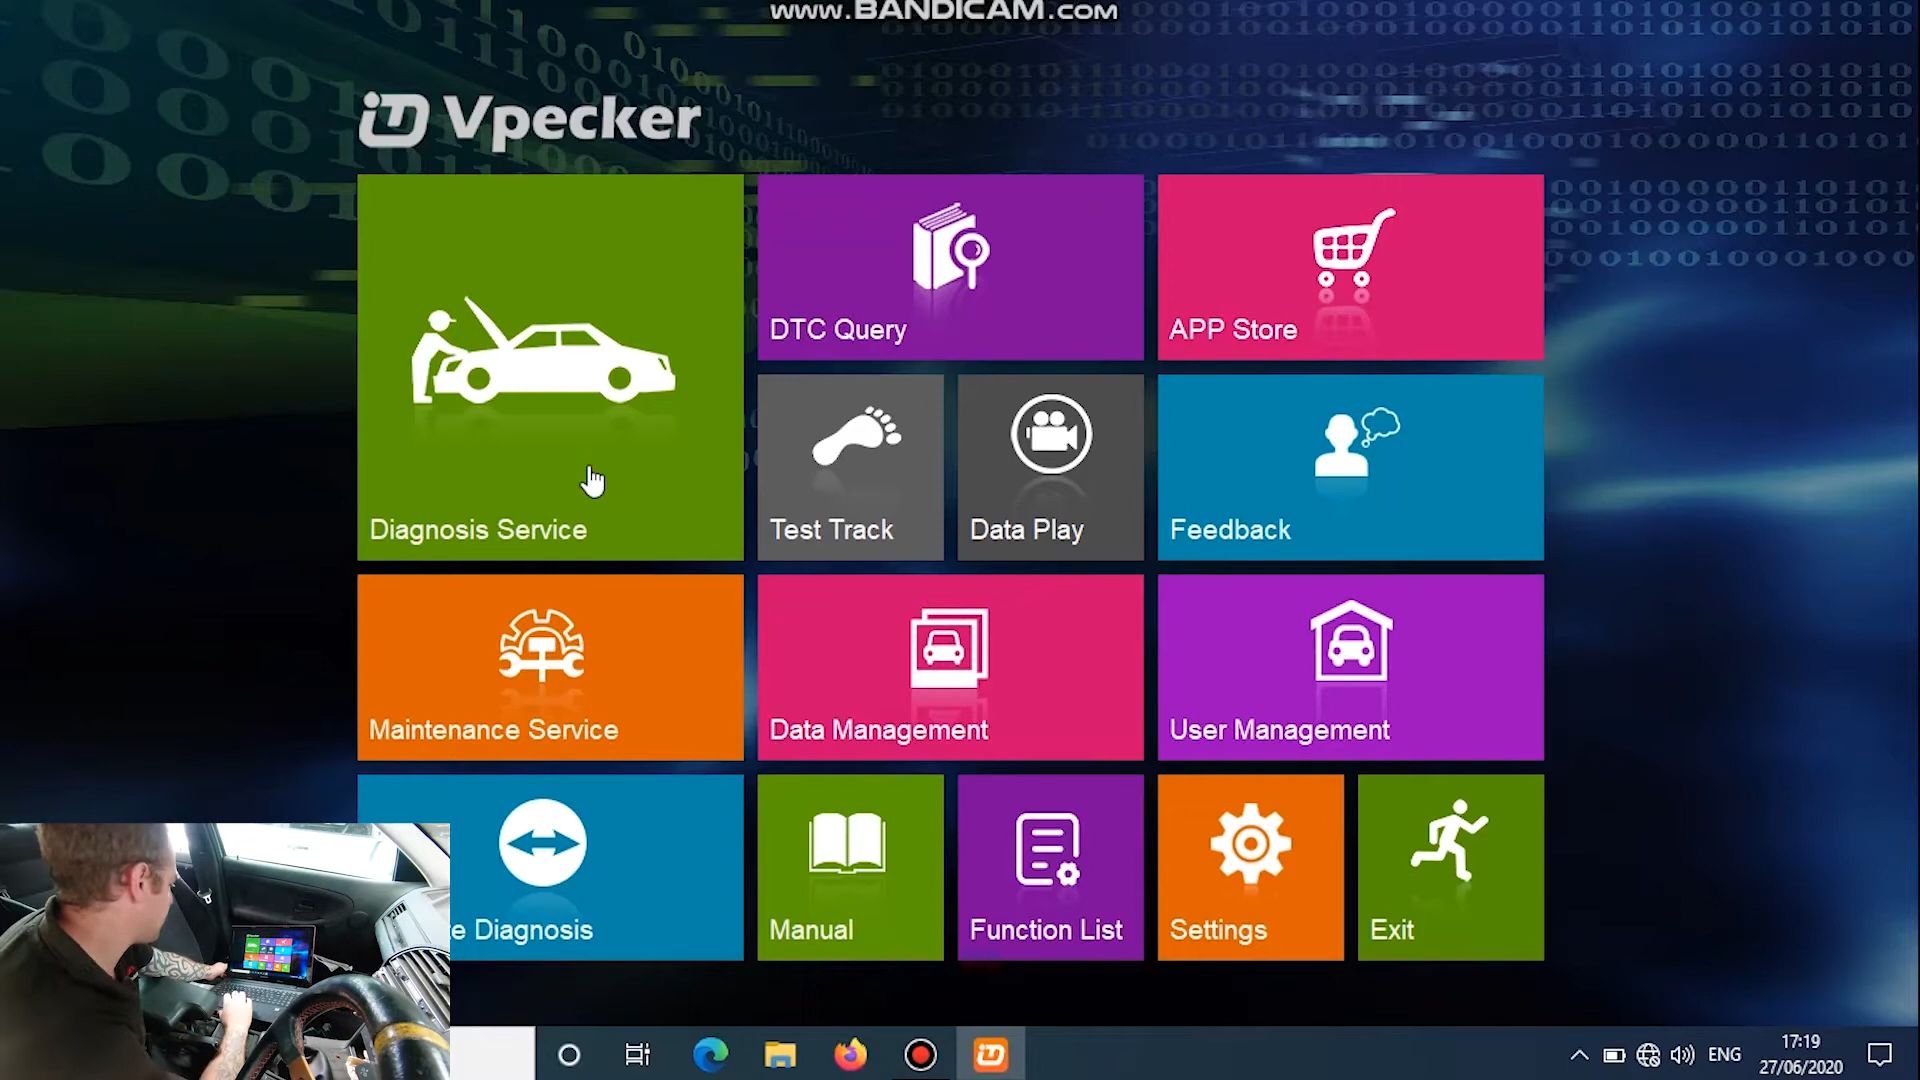 www.BANDICAM.com
Vpecker
Diagnosis Service
DTC Query
APP Store
Test Track
Data Play
Feedback
Maintenance Service
Data Management
User Management
e Diagnosis
Manual
Function List
Settings
Exit
ENG
17:19
27/06/2020